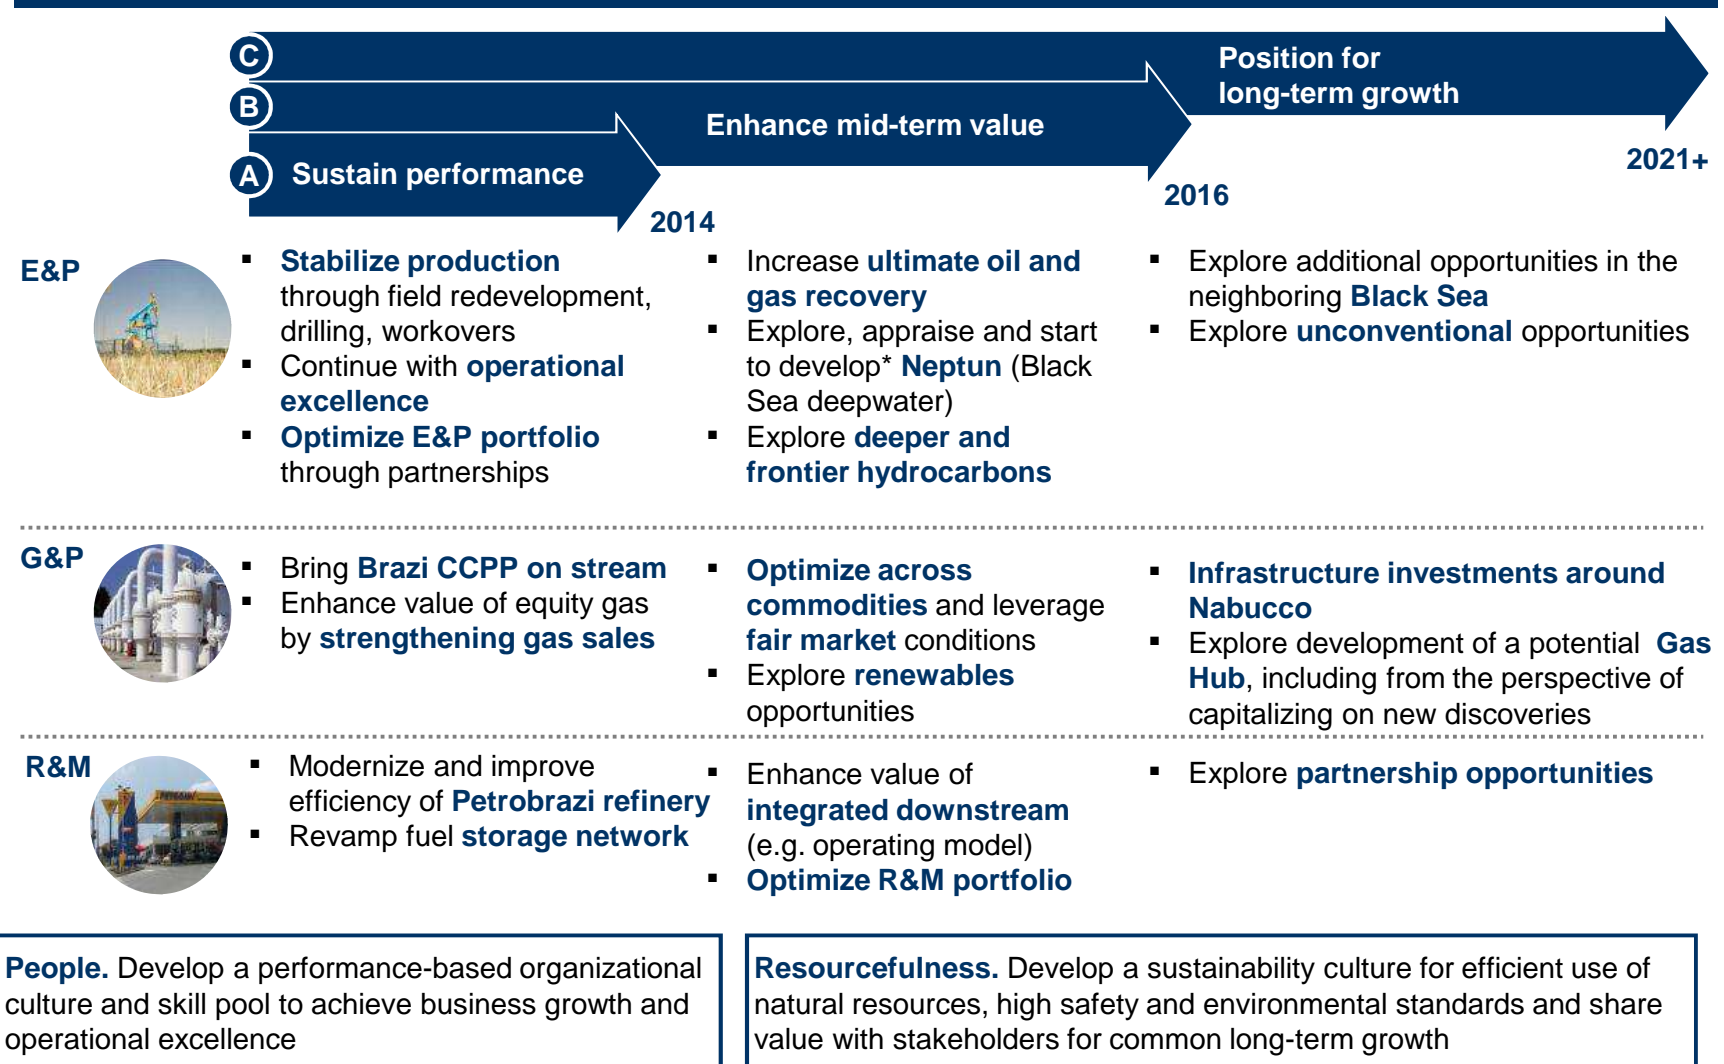 C
Position for
long-term growth
B
Enhance mid-term value
A
Sustain performance
2021+
2016
2014
E&P
▪ Stabilize production
through field redevelopment,
drilling, workovers
▪ Continue with operational
excellence
▪ Optimize E&P portfolio
through partnerships
▪ Increase ultimate oil and
gas recovery
▪ Explore, appraise and start
to develop* Neptun (Black
Sea deepwater)
▪ Explore deeper and
frontier hydrocarbons
▪ Explore additional opportunities in the
neighboring Black Sea
▪ Explore unconventional opportunities
G&P
▪ Bring Brazi CCPP on stream
▪ Enhance value of equity gas
by strengthening gas sales
▪ Optimize across
commodities and leverage
fair market conditions
▪ Explore renewables
opportunities
▪ Infrastructure investments around
Nabucco
▪ Explore development of a potential Gas
Hub, including from the perspective of
capitalizing on new discoveries
R&M
▪ Modernize and improve
efficiency of Petrobrazi refinery
▪ Revamp fuel storage network
▪ Enhance value of
integrated downstream
(e.g. operating model)
▪ Optimize R&M portfolio
▪ Explore partnership opportunities
People. Develop a performance-based organizational
culture and skill pool to achieve business growth and
operational excellence
Resourcefulness. Develop a sustainability culture for efficient use of
natural resources, high safety and environmental standards and share
value with stakeholders for common long-term growth